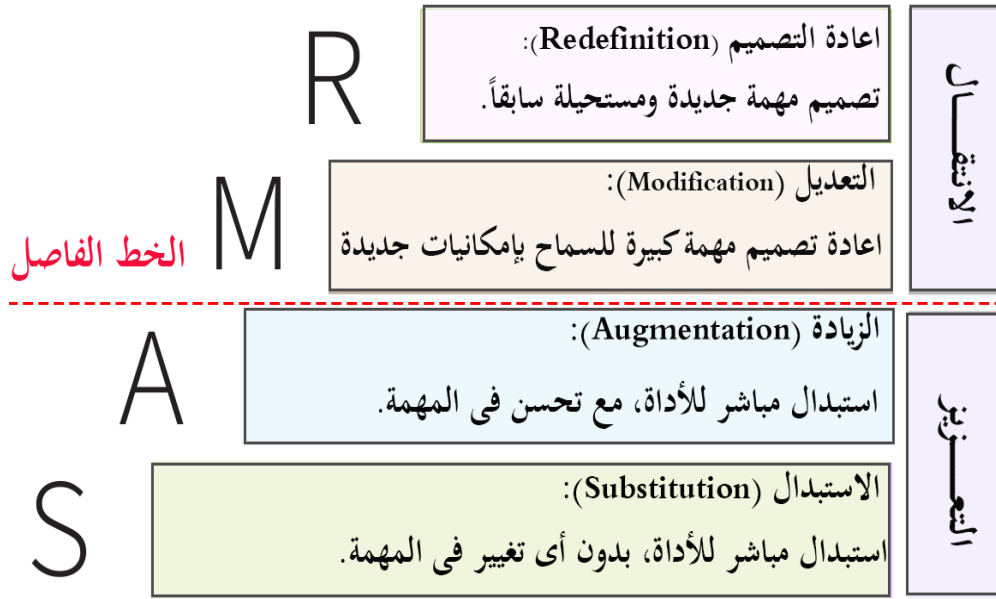 R
اعادة التصميم (Redefinition):
تصميم مهمة جديدة ومستحيلة سابقاً.
الانتقـــال
M
التعديل (Modification):
اعادة تصميم مهمة كبيرة للسماح بإمكانيات جديدة
الخط الفاصل
A
الزيادة (Augmentation):
استبدال مباشر للأداة، مع تحسن فى المهمة.
التعـــزيز
S
الاستبدال (Substitution):
استبدال مباشر للأداة، بدون أى تغيير فى المهمة.